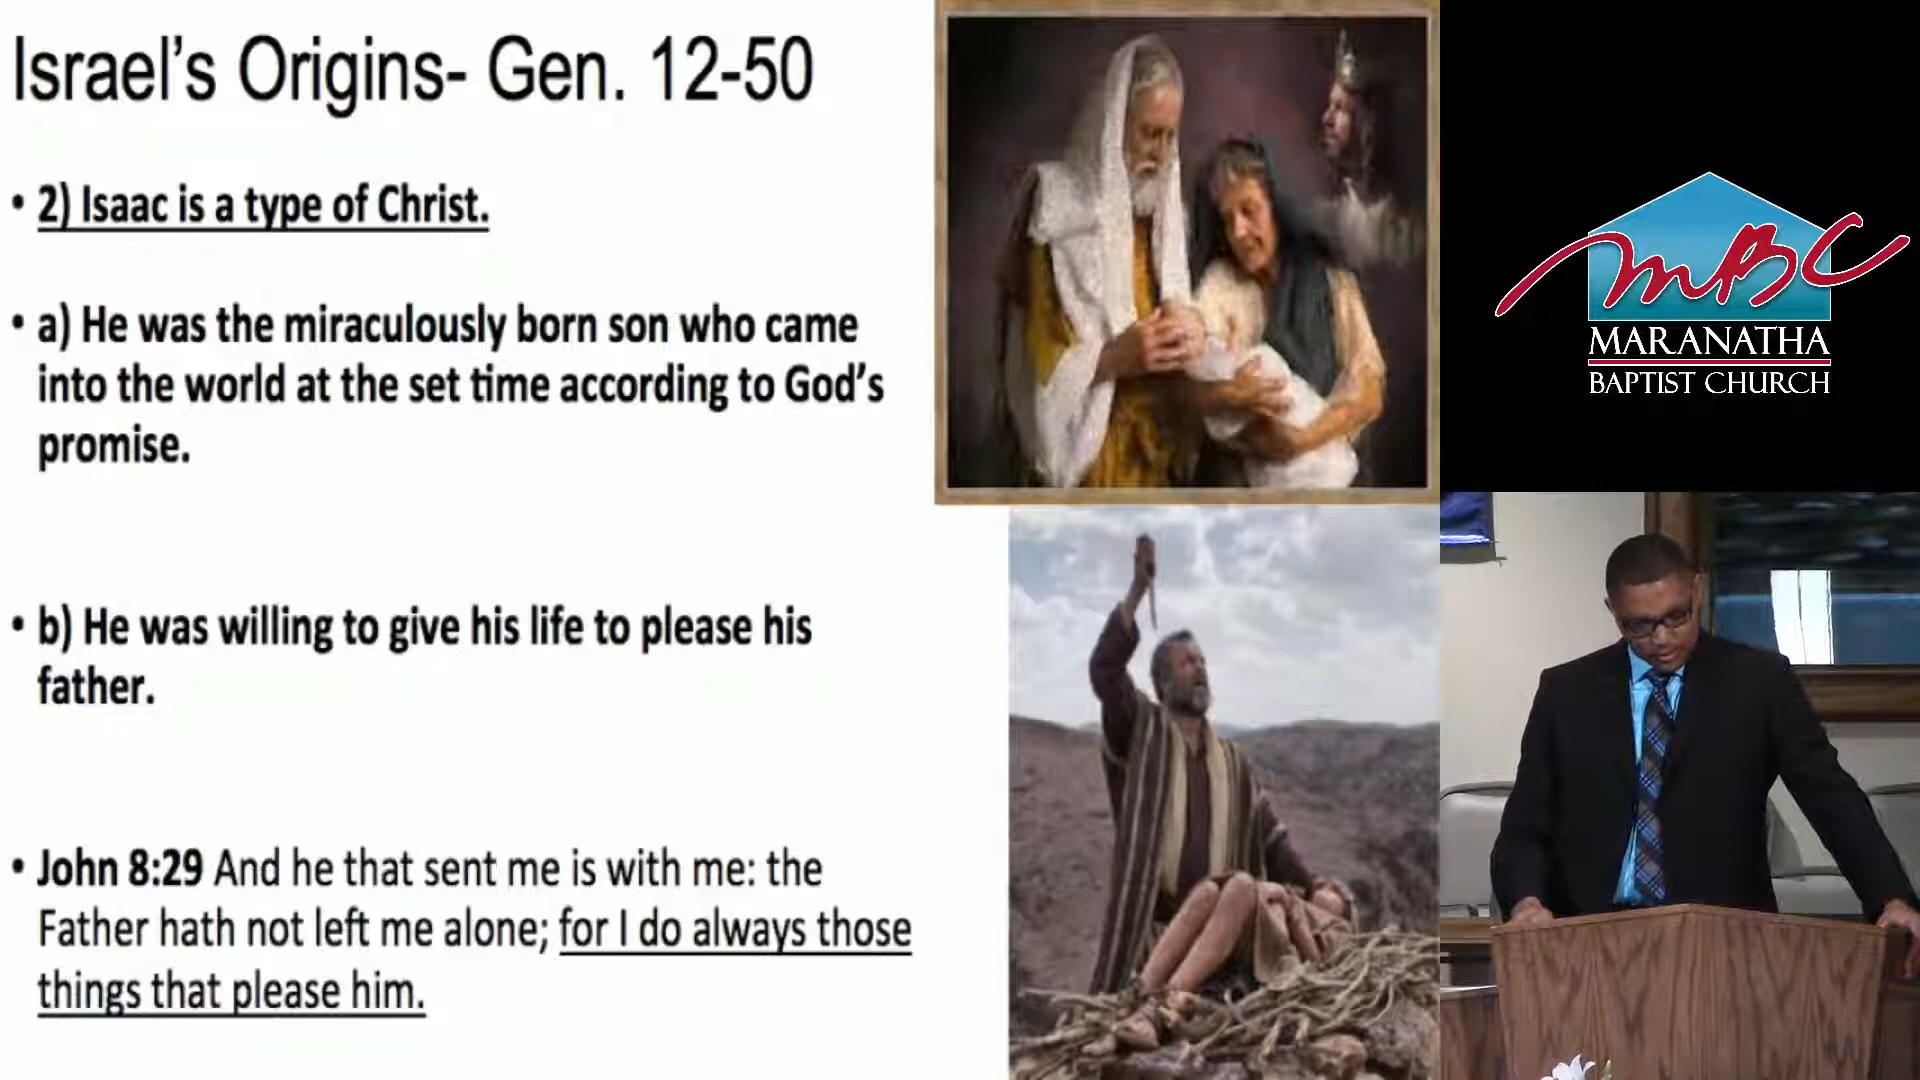 Israel's Origins- Gen. 12-50
• 2) Isaac is a type of Christ.
• a) He was the miraculously born son who came
into the world at the set time according to God's
promise.
• b) He was willing to give his life to please his
father.
• John 8:29 And he that sent me is with me: the
Father hath not left me alone; for I do always those
things that please him.
MBC
MARANATHA
BAPTIST CHURCH